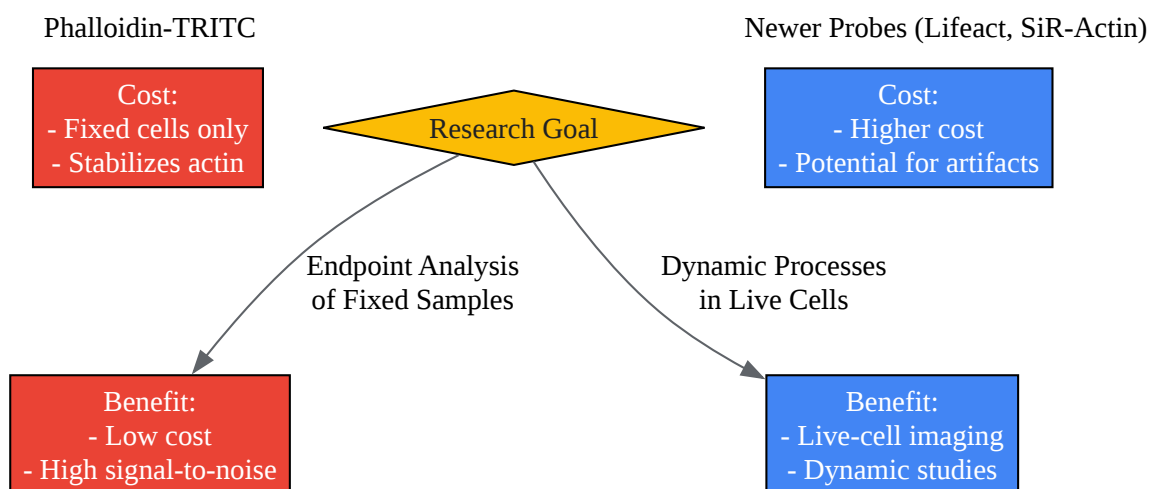 Phalloidin-TRITC
Newer Probes (Lifeact, SiR-Actin)
Cost:
- Fixed cells only
- Stabilizes actin
Research Goal
Cost:
- Higher cost
- Potential for artifacts
Endpoint Analysis
of Fixed Samples
Dynamic Processes
in Live Cells
Benefit:
- Low cost
- High signal-to-noise
Benefit:
- Live-cell imaging
- Dynamic studies